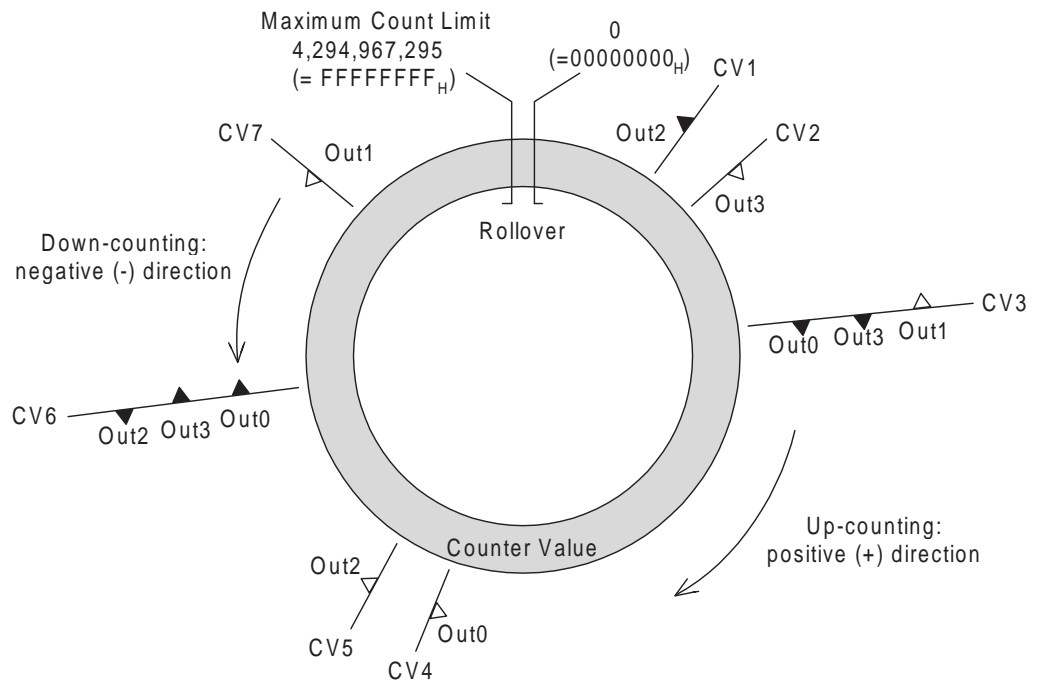 Maximum Count Limit
4,294,967,295
(= FFFFFFFFH)
0
(=00000000H)
CV1
Out2
CV2
Out3
CV7
Out1
Rollover
Down-counting:
negative (-) direction
CV3
Out0 Out3 Out1
CV6
Out2 Out3 Out0
Up-counting:
positive (+) direction
Counter Value
Out2
CV5
Out0
CV4